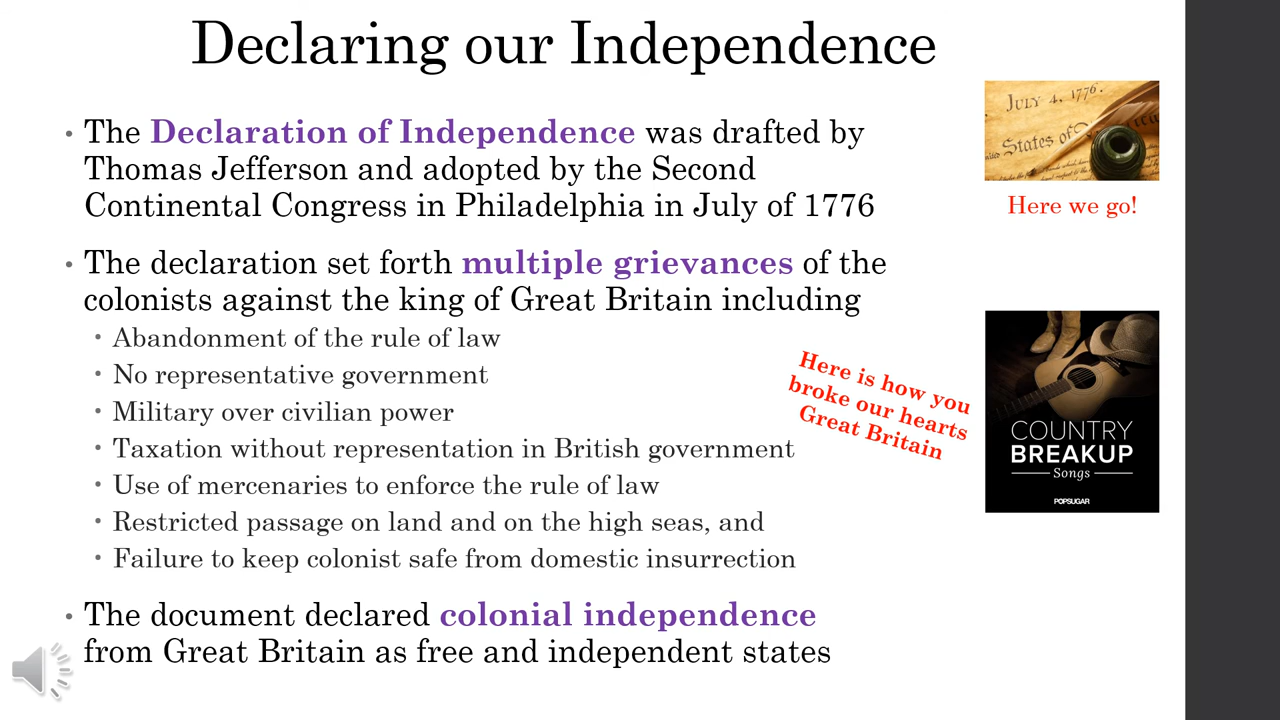 Declaring our Independence
• The Declaration of Independence was drafted by
Thomas Jefferson and adopted by the Second
Continental Congress in Philadelphia in July of 1776
• The declaration set forth multiple grievances of the
colonists against the king of Great Britain including
• Abandonment of the rule of law
• No representative government
• Military over civilian power
• Taxation without representation in British government
• Use of mercenaries to enforce the rule of law
• Restricted passage on land and on the high seas, and
• Failure to keep colonist safe from domestic insurrection
• The document declared colonial independence
from Great Britain as free and independent states
JULY 4, 1776.
States of
Here we go!
Here is how you
broke our hearts
Great Britain
COUNTRY
BREAKUP
Songs
POPSUGAR